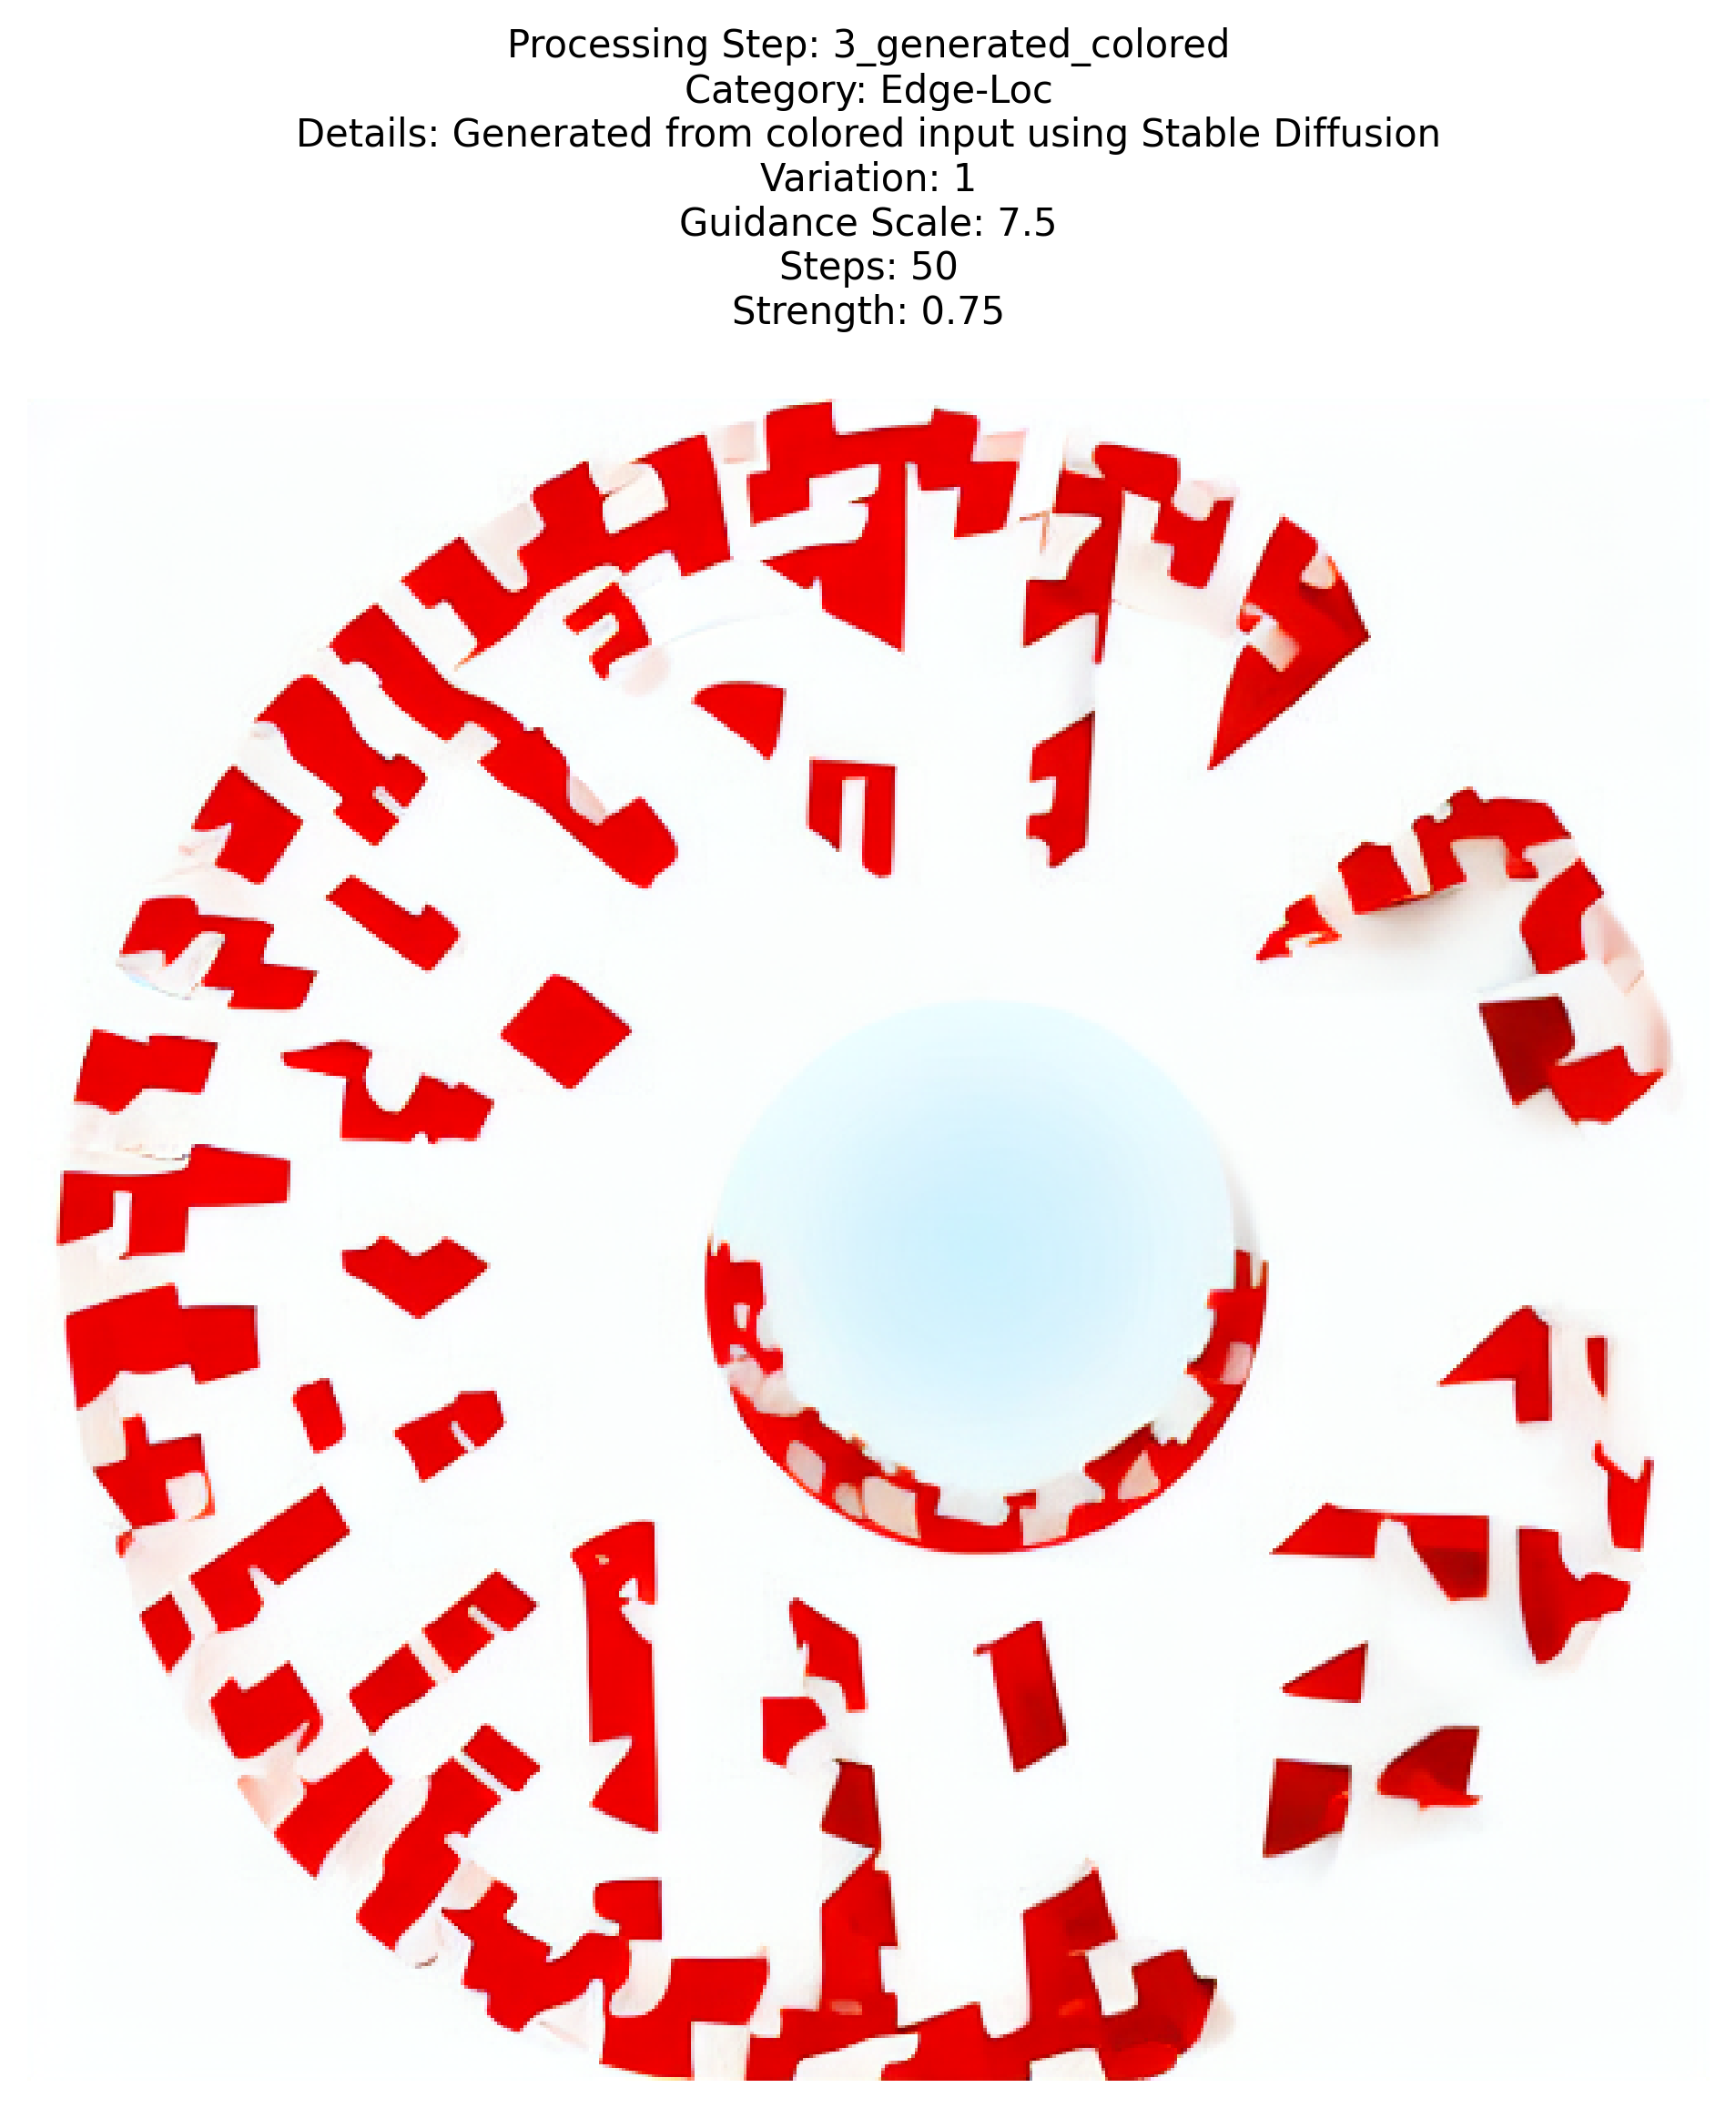 Processing Step: 3_generated_colored
Category: Edge-Loc
Details: Generated from colored input using Stable Diffusion
Variation: 1
Guidance Scale: 7.5
Steps: 50
Strength: 0.75